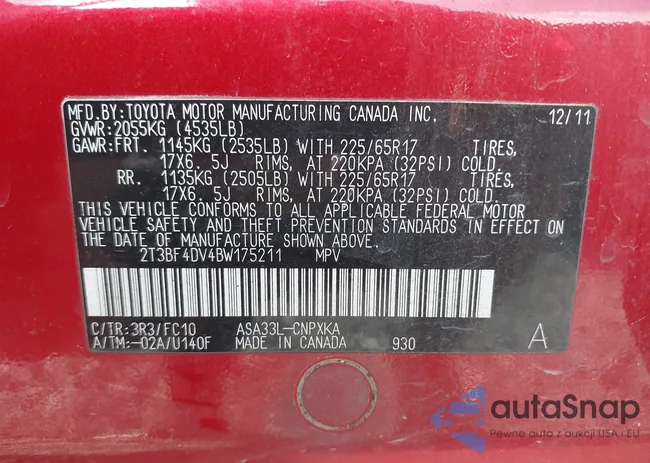 MFD.BY:TOYOTA MOTOR MANUFACTURING CANADA INC. 12/11
GVWR:2055KG (4535LB)
GAWR:FRT. 1145KG (2535LB) WITH 225/65R17 TIRES,
17X6.5J RIMS, AT 220KPA (32PSI) COLD.
RR. 1135KG (2505LB) WITH 225/65R17 TIRES,
17X6.5J RIMS, AT 220KPA (32PSI) COLD.
THIS VEHICLE CONFORMS TO ALL APPLICABLE FEDERAL MOTOR
VEHICLE SAFETY AND THEFT PREVENTION STANDARDS IN EFFECT ON
THE DATE OF MANUFACTURE SHOWN ABOVE.
2T3BF4DV4BW175211 MPV
C/TR:3R3/FC10 ASA33L-CNPXKA
A/TM:-02A/U140F MADE IN CANADA 930 A
autaSnap
Pewne auto z aukcji USA i EU